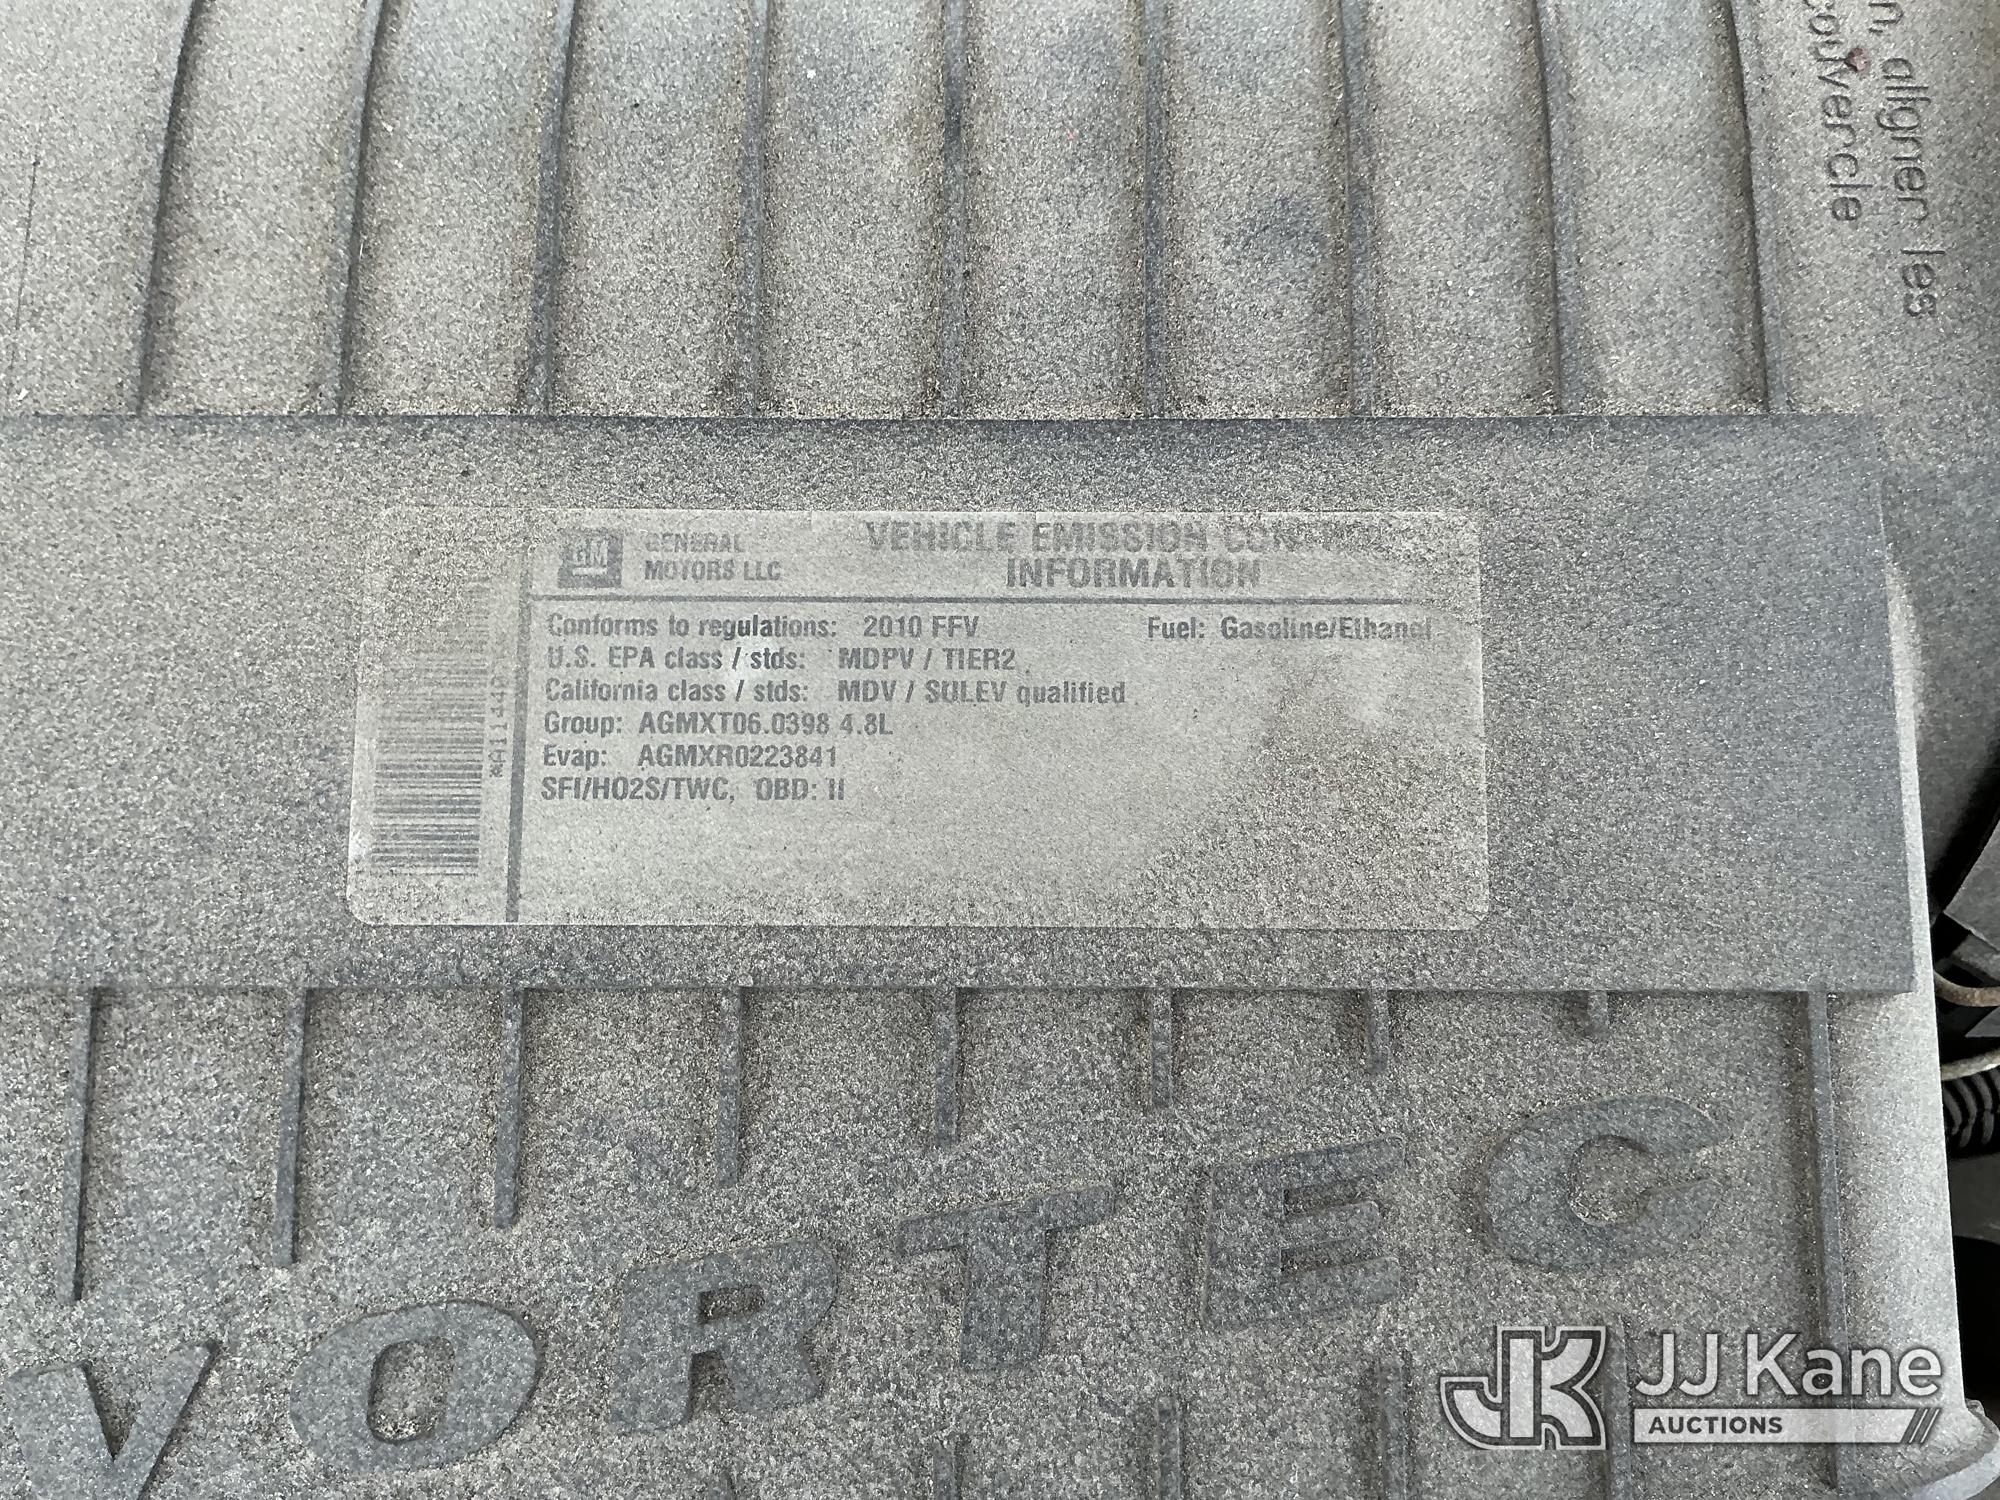 n, aligner les
couvercle
GM
GENERAL
MOTORS LLC
VEHICLE EMISSION CONTROL
INFORMATION
Conforms to regulations: 2010 FFV Fuel: Gasoline/Ethanol
U.S. EPA class / stds: MDPV / TIER2
California class / stds: MDV / SULEV qualified
Group: AGMXT06.0398 4.8L
Evap: AGMXR0223841
SFI/HO2S/TWC, OBD: II
VORTEC
JK JJ Kane
AUCTIONS